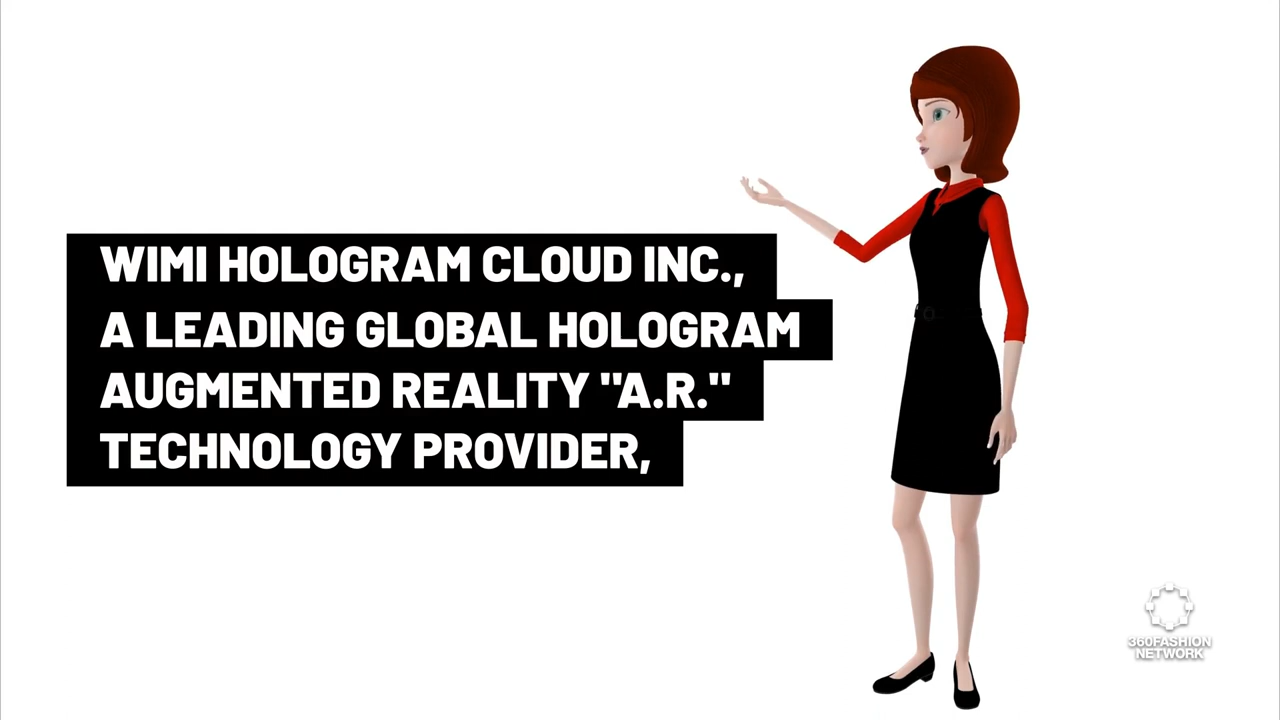 WIMI HOLOGRAM CLOUD INC.,
A LEADING GLOBAL HOLOGRAM
AUGMENTED REALITY "A.R."
TECHNOLOGY PROVIDER,
360FASHION
NETWORK